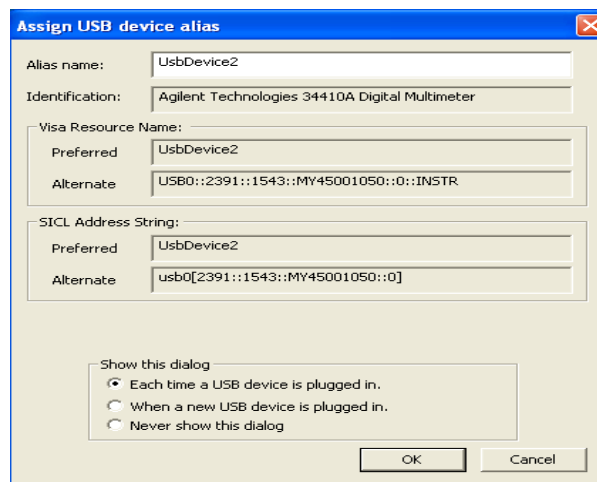 Assign USB device alias
Alias name: UsbDevice2
Identification: Agilent Technologies 34410A Digital Multimeter
Visa Resource Name:
Preferred UsbDevice2
Alternate USB0::2391::1543::MY45001050::0::INSTR
SICL Address String:
Preferred UsbDevice2
Alternate usb0[2391::1543::MY45001050::0]
Show this dialog
Each time a USB device is plugged in.
When a new USB device is plugged in.
Never show this dialog
OK Cancel